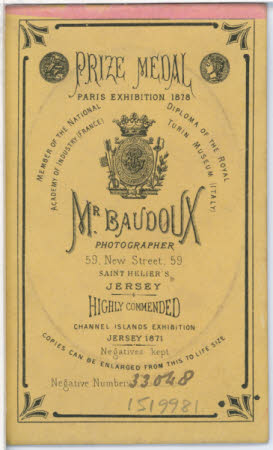 PRIZE MEDAL
PARIS EXHIBITION 1878
MEMBER OF THE NATIONAL
ACADEMY OF INDUSTRY (FRANCE)
DIPLOMA OF THE ROYAL
TURIN MUSEUM (ITALY)
MR BAUDOUX
PHOTOGRAPHER
59, New Street, 59
SAINT HELIER'S
JERSEY
HIGHLY COMMENDED
CHANNEL ISLANDS EXHIBITION
JERSEY 1871
Negatives kept
COPIES CAN BE ENLARGED FROM THIS TO LIFE SIZE
Negative Number 33048
1519981